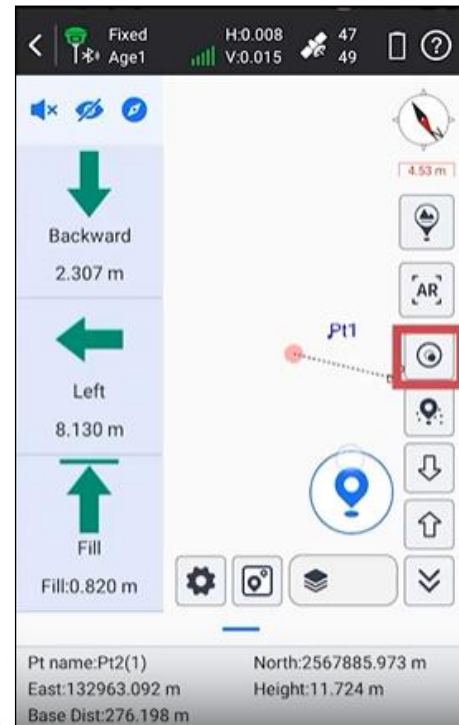 Fixed H:0.008 47
Age1 V:0.015 49
4.53 m
Backward
2.307 m
AR
Pt1
Left
8.130 m
Fill
Fill:0.820 m
Pt name:Pt2(1) North:2567885.973 m
East:132963.092 m Height:11.724 m
Base Dist:276.198 m